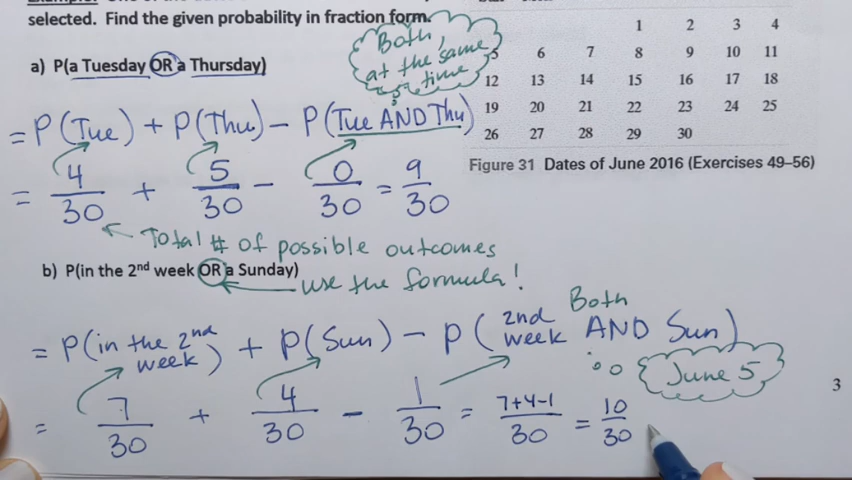 selected. Find the given probability in fraction form.
1 2 3 4
5 6 7 8 9 10 11
12 13 14 15 16 17 18
19 20 21 22 23 24 25
26 27 28 29 30
Figure 31 Dates of June 2016 (Exercises 49–56)
Both,
at the same
time
a) P(a Tuesday OR a Thursday)
= P(Tue) + P(Thu) - P(Tue AND Thu)
= 4/30 + 5/30 - 0/30 = 9/30
Total # of possible outcomes
b) P(in the 2nd week OR a Sunday)
use the formula!
= P(in the 2nd week) + P(Sun) - P(2nd week AND Sun)
Both
June 5
= 7/30 + 4/30 - 1/30 = 7+4-1/30 = 10/30
3